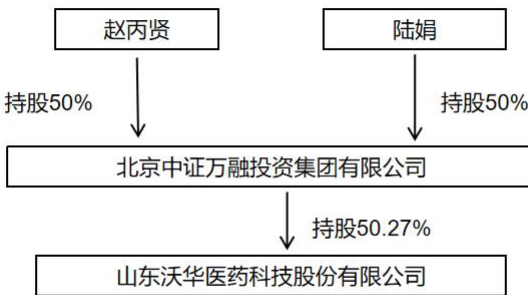 赵丙贤
陆娟
持股50%
持股50%
北京中证万融投资集团有限公司
持股50.27%
山东沃华医药科技股份有限公司